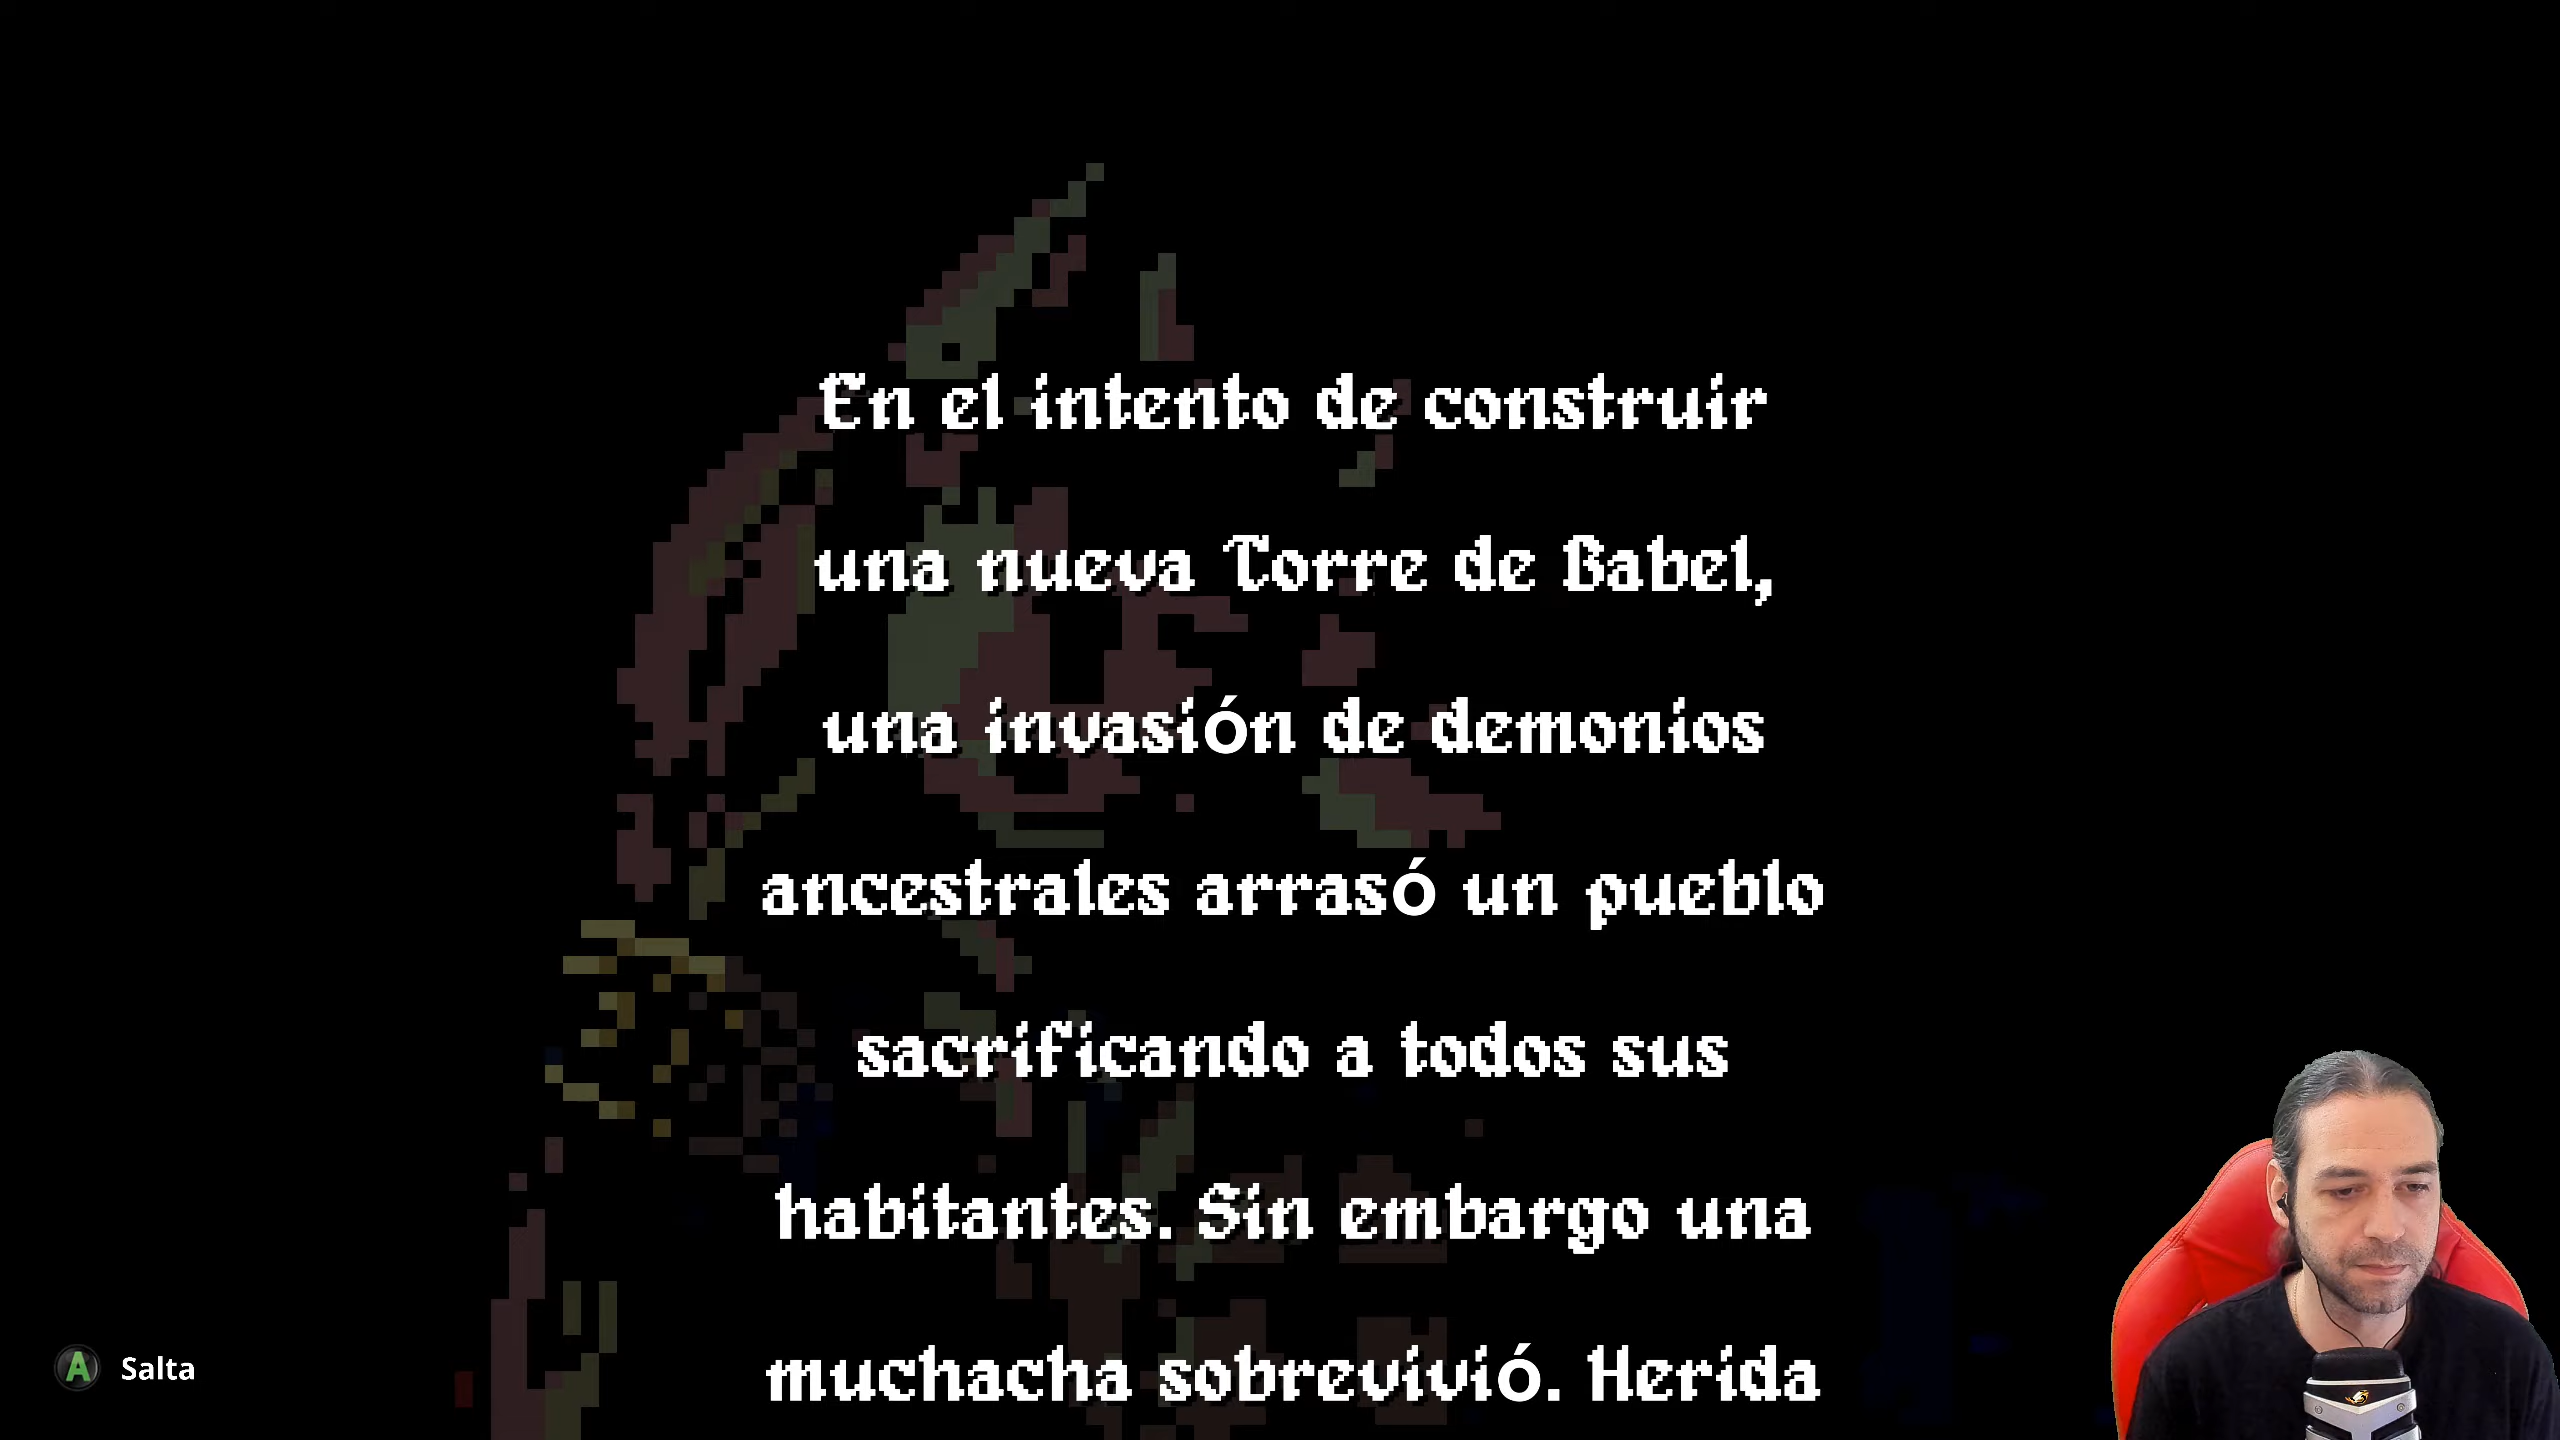 En el intento de construir
una nueva Torre de Babel,
una invasión de demonios
ancestrales arrasó un pueblo
sacrificando a todos sus
habitantes. Sin embargo una
muchacha sobrevivió. Herida
A Salta